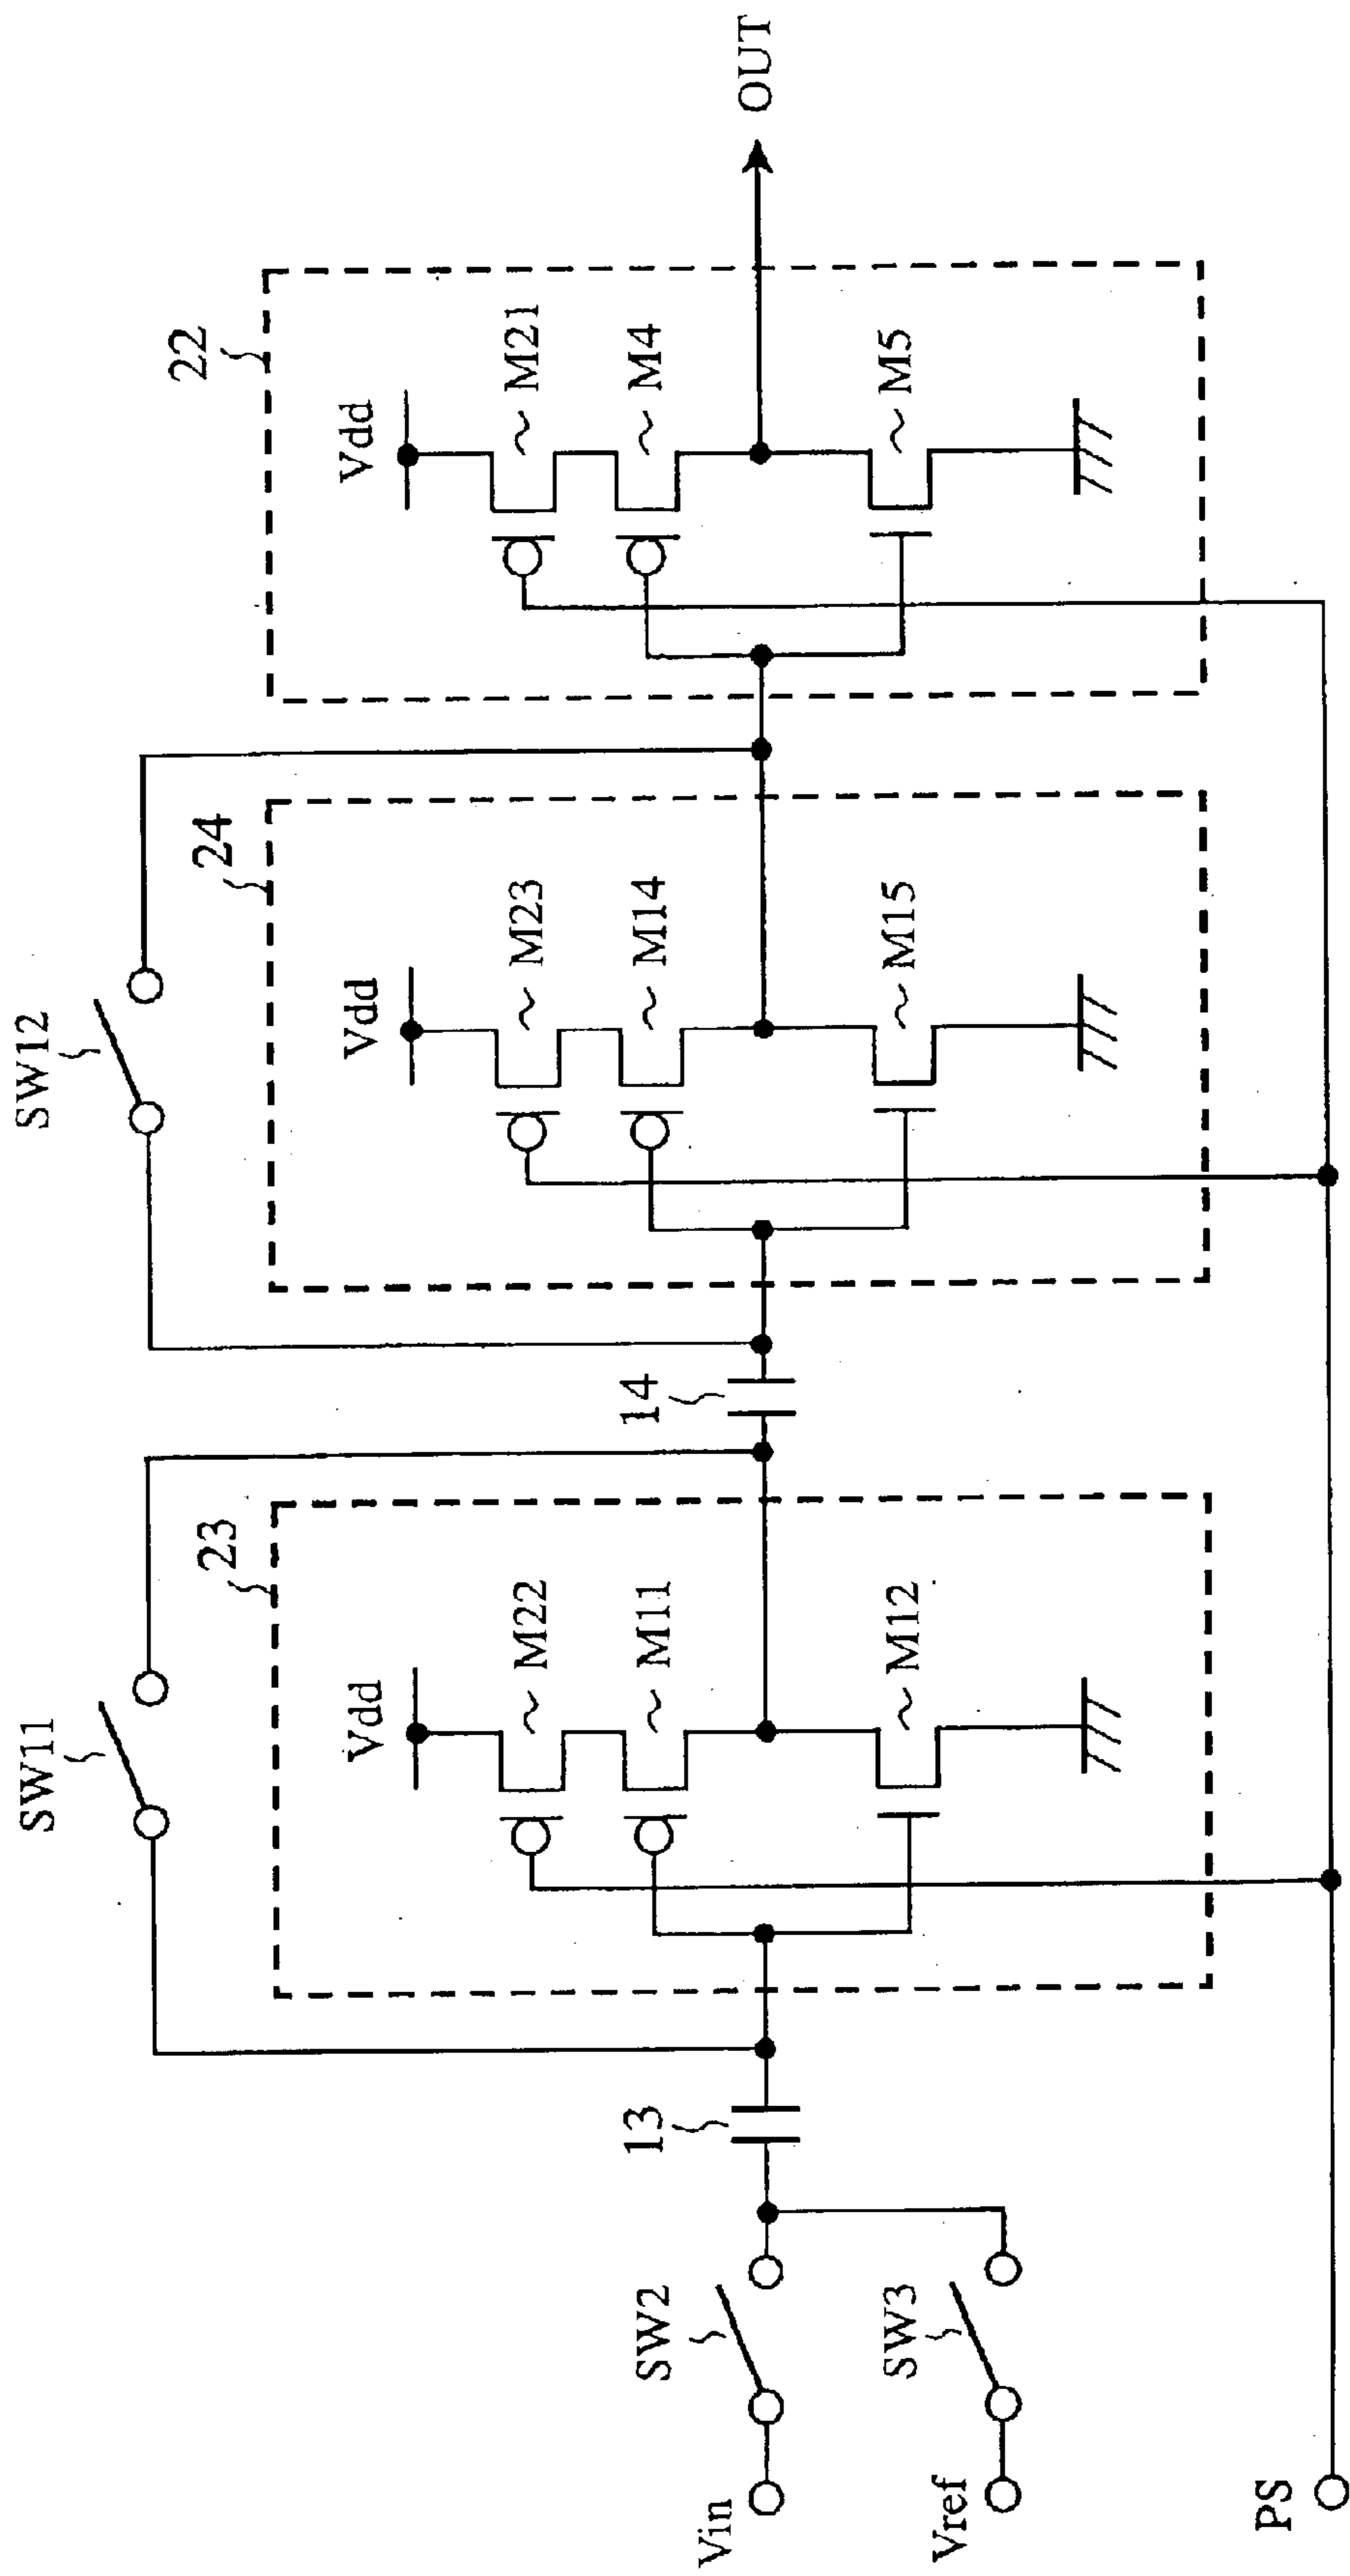 SW11
SW12
23
24
22
Vdd
Vdd
Vdd
M22
M23
M21
M11
M14
M4
13
14
SW2
OUT
M12
M15
M5
Vin
SW3
Vref
PS